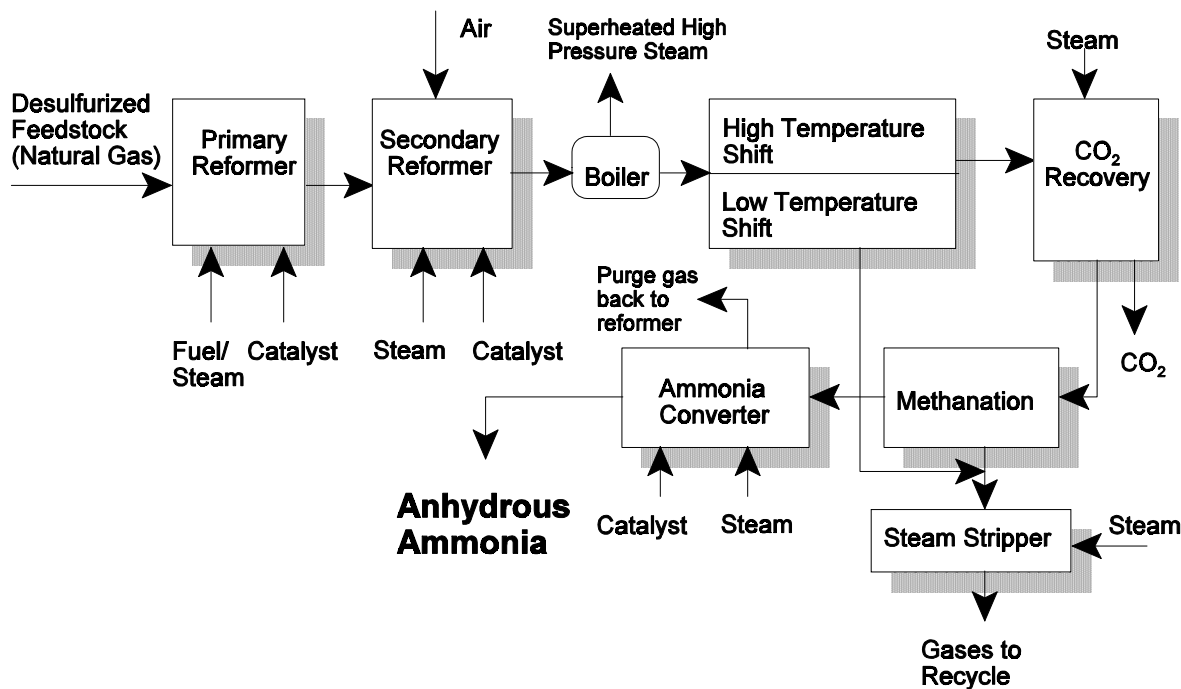 Air
Superheated High
Pressure Steam
Steam
Desulfurized
Feedstock
(Natural Gas)
Primary
Reformer
Secondary
Reformer
Boiler
High Temperature
Shift
Low Temperature
Shift
CO₂
Recovery
Fuel/
Steam
Catalyst
Steam
Catalyst
Purge gas
back to
reformer
CO₂
Ammonia
Converter
Methanation
Anhydrous
Ammonia
Catalyst
Steam
Steam Stripper
Steam
Gases to
Recycle